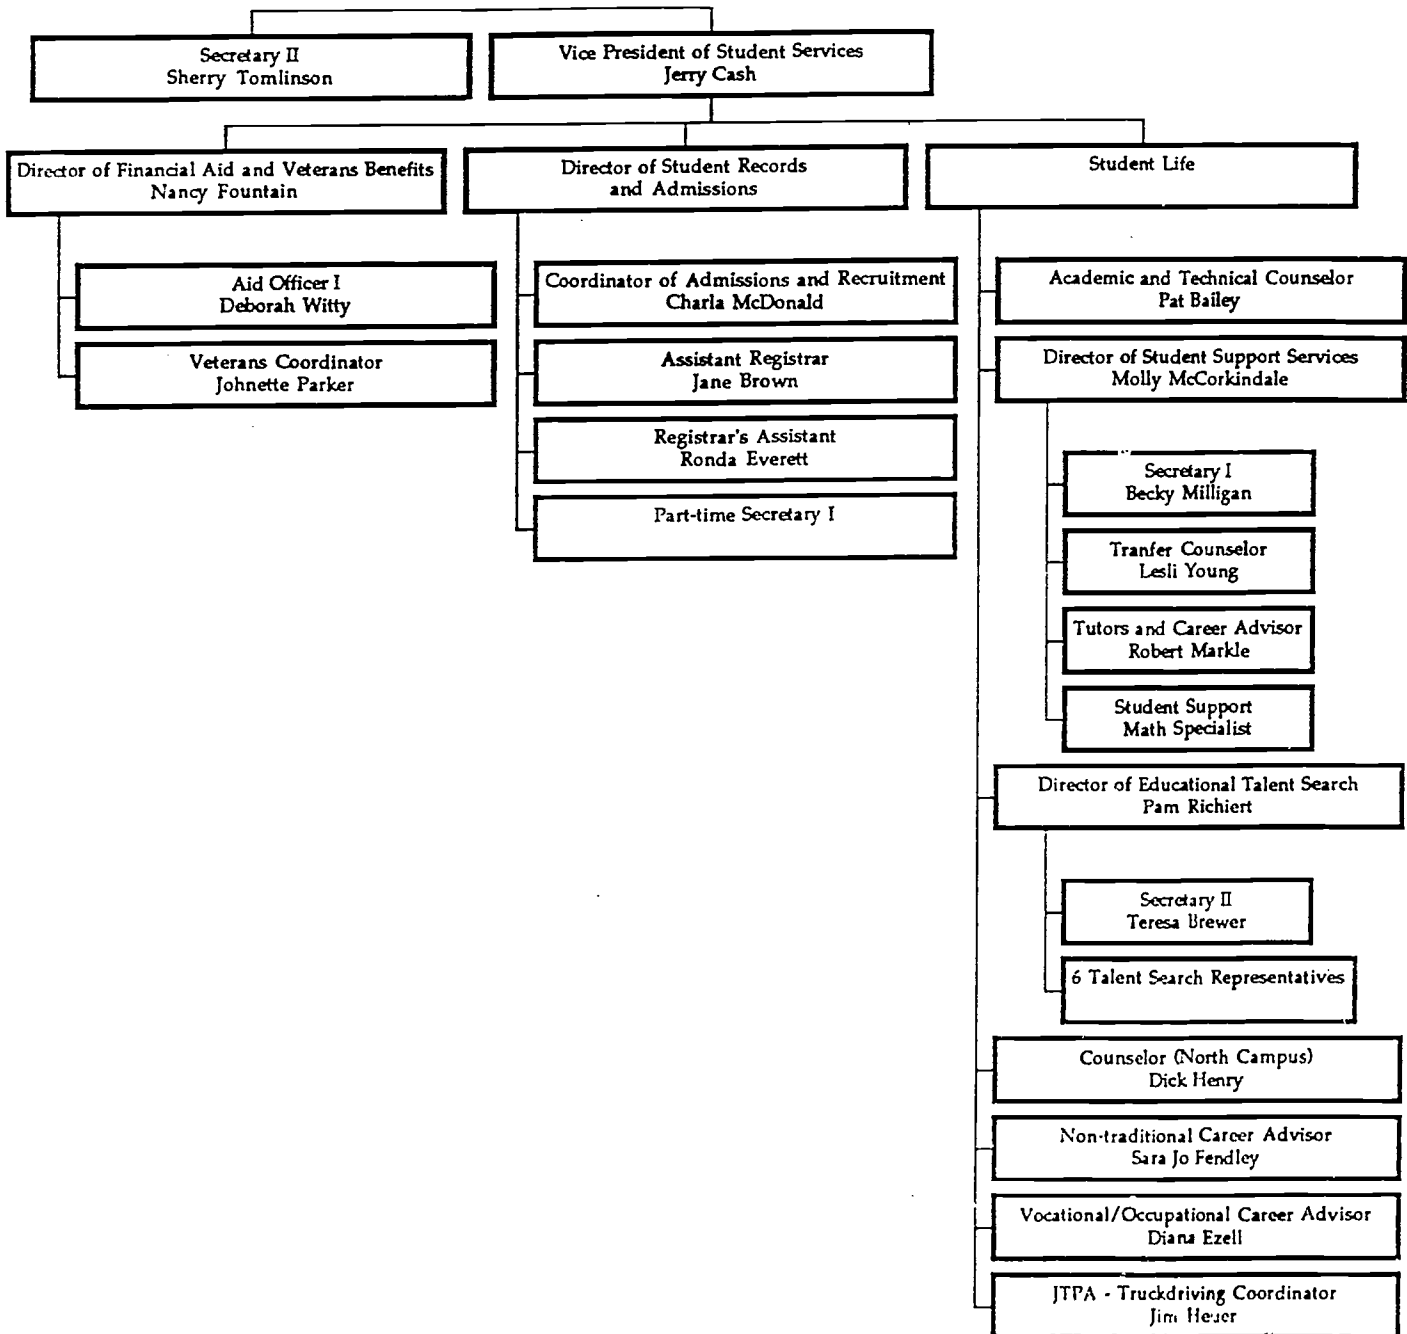 Secretary II
Sherry Tomlinson
Vice President of Student Services
Jerry Cash
Director of Financial Aid and Veterans Benefits
Nancy Fountain
Director of Student Records
and Admissions
Student Life
Aid Officer I
Deborah Witty
Veterans Coordinator
Johnette Parker
Coordinator of Admissions and Recruitment
Charla McDonald
Assistant Registrar
Jane Brown
Registrar's Assistant
Ronda Everett
Part-time Secretary I
Academic and Technical Counselor
Pat Bailey
Director of Student Support Services
Molly McCorkindale
Secretary I
Becky Milligan
Tranfer Counselor
Lesli Young
Tutors and Career Advisor
Robert Markle
Student Support
Math Specialist
Director of Educational Talent Search
Pam Richiert
Secretary II
Teresa Brewer
6 Talent Search Representatives
Counselor (North Campus)
Dick Henry
Non-traditional Career Advisor
Sara Jo Fendley
Vocational/Occupational Career Advisor
Diana Ezell
JTPA - Truckdriving Coordinator
Jim Heuer